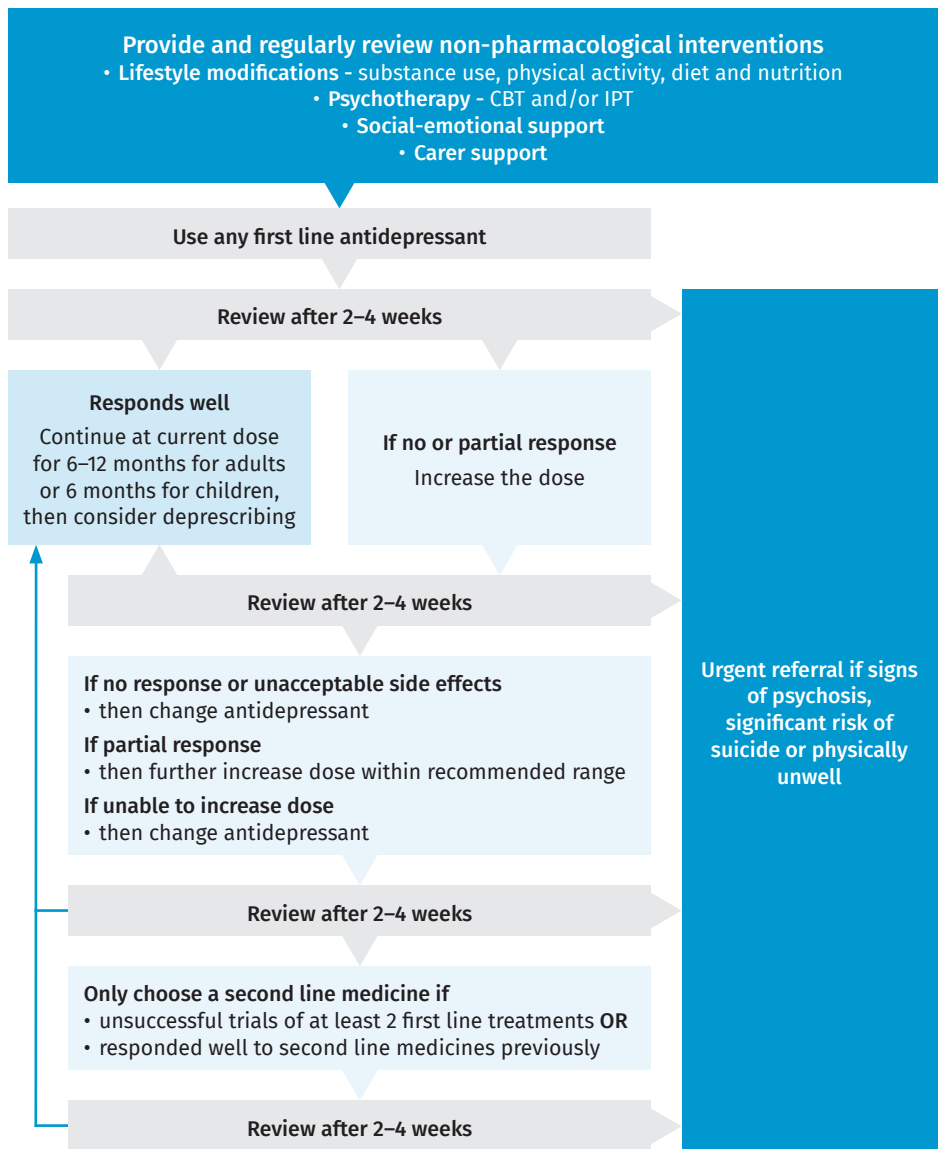 Provide and regularly review non-pharmacological interventions
• Lifestyle modifications - substance use, physical activity, diet and nutrition
• Psychotherapy - CBT and/or IPT
• Social-emotional support
• Carer support
Use any first line antidepressant
Review after 2–4 weeks
Responds well
Continue at current dose
for 6–12 months for adults
or 6 months for children,
then consider deprescribing
If no or partial response
Increase the dose
Review after 2–4 weeks
If no response or unacceptable side effects
• then change antidepressant
If partial response
• then further increase dose within recommended range
If unable to increase dose
• then change antidepressant
Urgent referral if signs
of psychosis,
significant risk of
suicide or physically
unwell
Review after 2–4 weeks
Only choose a second line medicine if
• unsuccessful trials of at least 2 first line treatments OR
• responded well to second line medicines previously
Review after 2–4 weeks